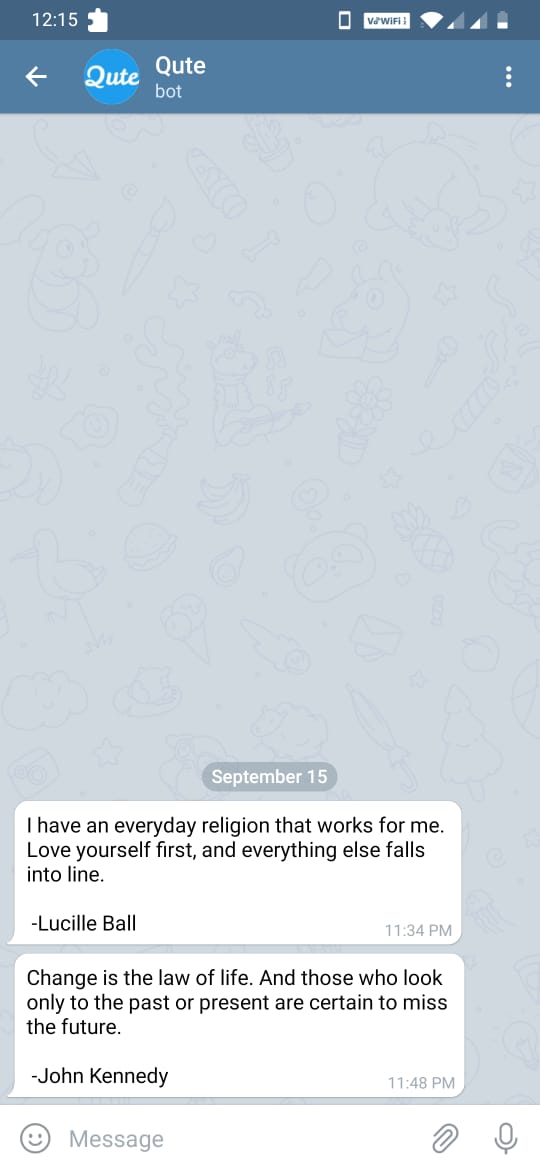 12:15
VoWiFi 1
Qute
Qute
bot
September 15
I have an everyday religion that works for me.
Love yourself first, and everything else falls
into line.
-Lucille Ball
11:34 PM
Change is the law of life. And those who look
only to the past or present are certain to miss
the future.
-John Kennedy
11:48 PM
Message